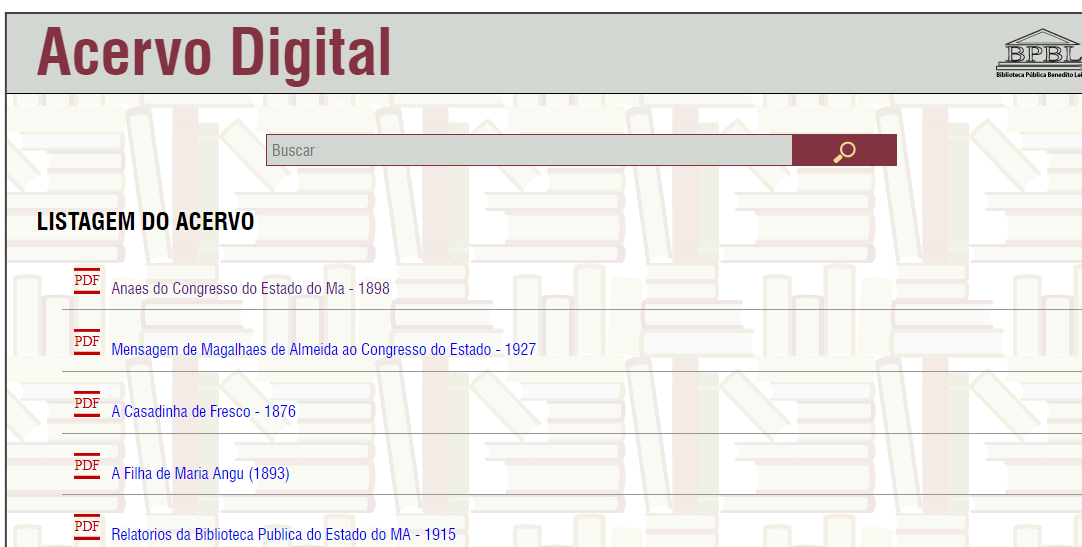 Acervo Digital
BPBL
Biblioteca Pública Benedito Lei
Buscar
LISTAGEM DO ACERVO
PDF Anaes do Congresso do Estado do Ma - 1898
PDF Mensagem de Magalhaes de Almeida ao Congresso do Estado - 1927
PDF A Casadinha de Fresco - 1876
PDF A Filha de Maria Angu (1893)
PDF Relatorios da Biblioteca Publica do Estado do MA - 1915